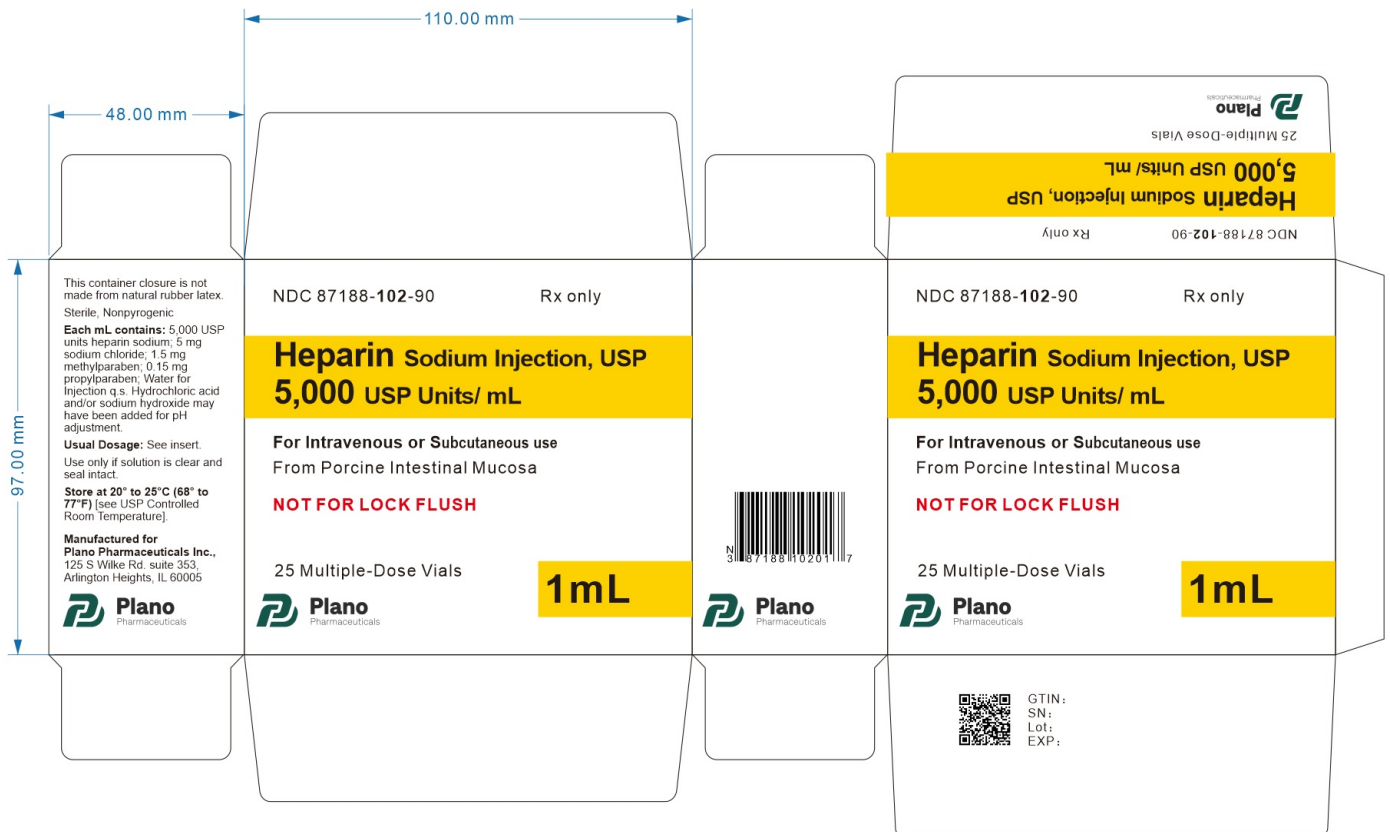 110.00 mm
48.00 mm
97.00 mm
Plano
Pharmaceuticals
25 Multiple-Dose Vials
5,000 USP Units/ mL
Heparin Sodium Injection, USP
NDC 87188-102-90 Rx only
This container closure is not
made from natural rubber latex.
Sterile, Nonpyrogenic
Each mL contains: 5,000 USP
units heparin sodium; 5 mg
sodium chloride; 1.5 mg
methylparaben; 0.15 mg
propylparaben; Water for
Injection q.s. Hydrochloric acid
and/or sodium hydroxide may
have been added for pH
adjustment.
Usual Dosage: See insert.
Use only if solution is clear and
seal intact.
Store at 20° to 25°C (68° to
77°F) [see USP Controlled
Room Temperature].
Manufactured for
Plano Pharmaceuticals Inc.,
125 S Wilke Rd. suite 353,
Arlington Heights, IL 60005
Plano
Pharmaceuticals
NDC 87188-102-90 Rx only
Heparin Sodium Injection, USP
5,000 USP Units/ mL
For Intravenous or Subcutaneous use
From Porcine Intestinal Mucosa
NOT FOR LOCK FLUSH
25 Multiple-Dose Vials
1mL
Plano
Pharmaceuticals
N
3 87188 10201 7
Plano
Pharmaceuticals
NDC 87188-102-90 Rx only
Heparin Sodium Injection, USP
5,000 USP Units/ mL
For Intravenous or Subcutaneous use
From Porcine Intestinal Mucosa
NOT FOR LOCK FLUSH
25 Multiple-Dose Vials
1mL
Plano
Pharmaceuticals
GTIN:
SN:
Lot:
EXP: